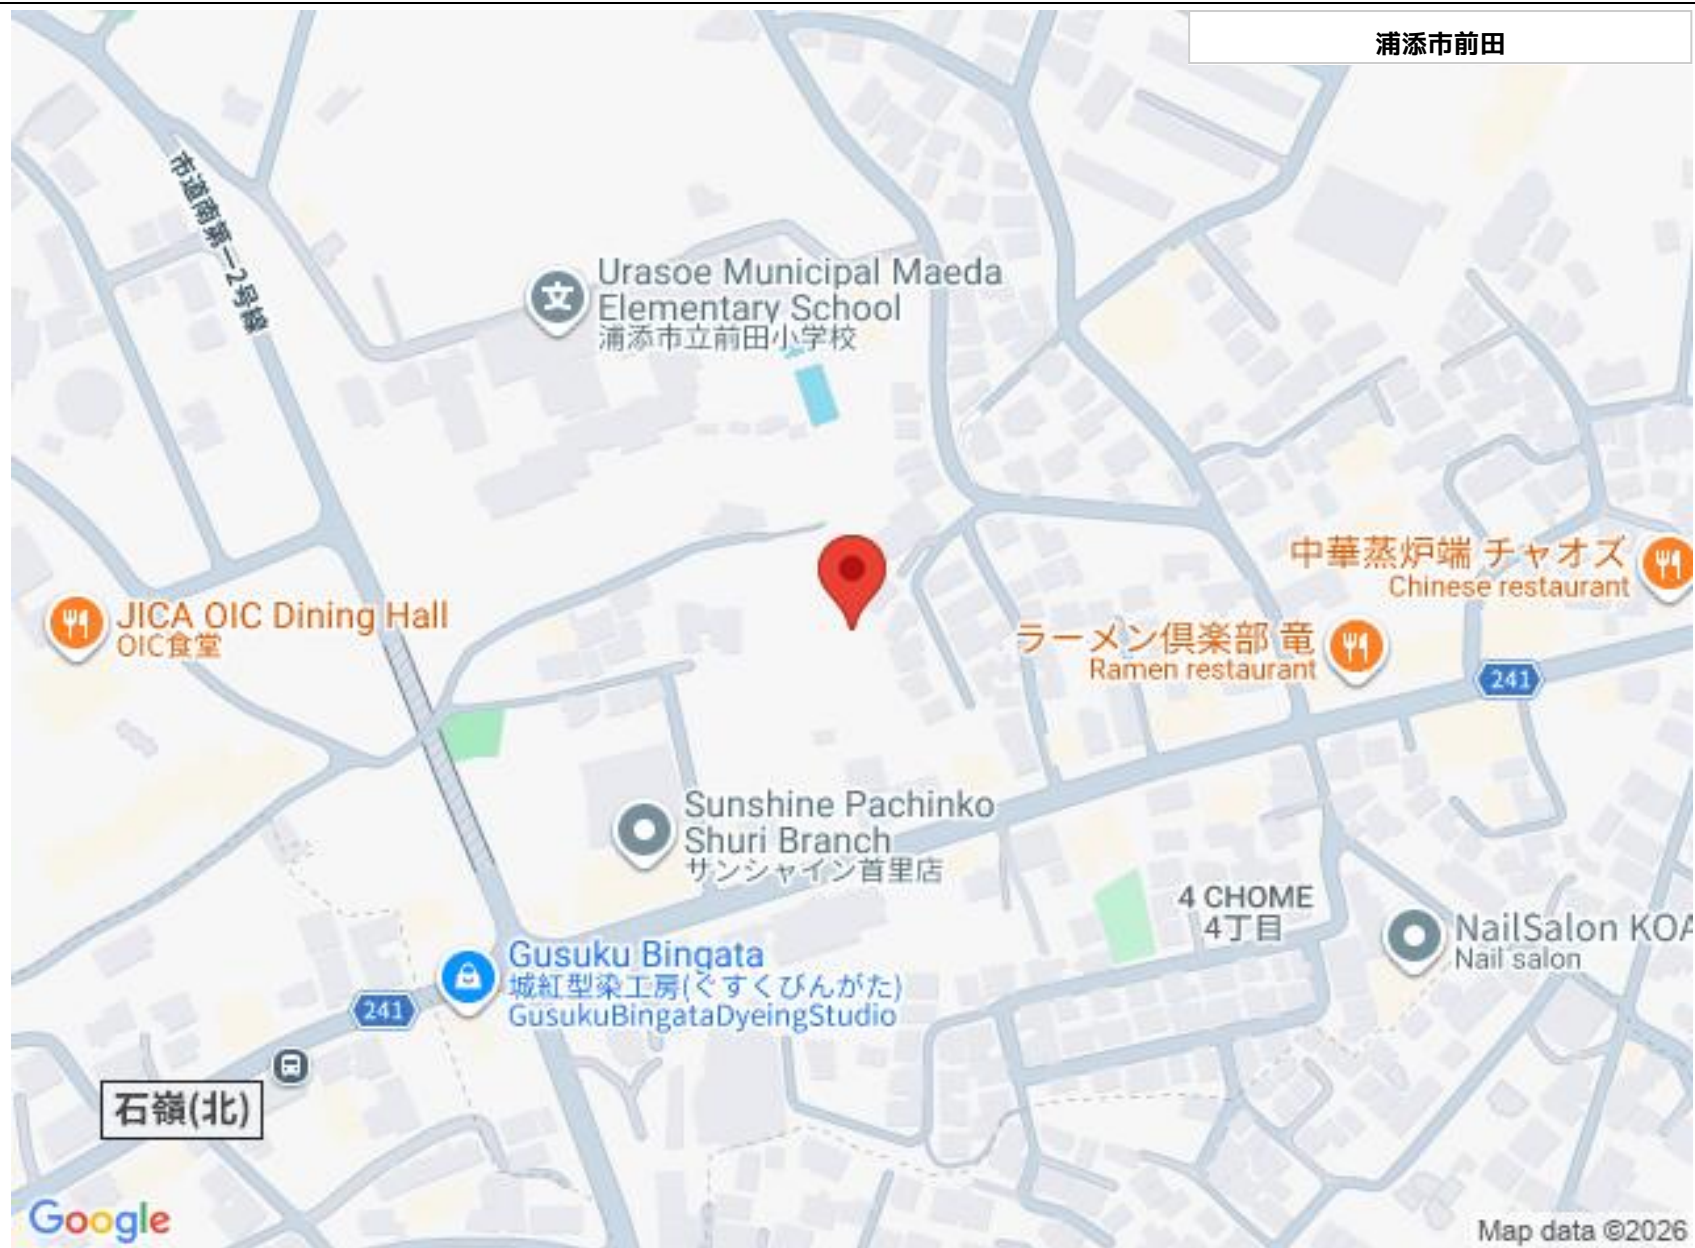 浦添市前田
市道南第一2号線
Urasoe Municipal Maeda
Elementary School
浦添市立前田小学校
中華蒸炉端 チャオズ
Chinese restaurant
JICA OIC Dining Hall
OIC食堂
ラーメン倶楽部 竜
Ramen restaurant
241
Sunshine Pachinko
Shuri Branch
サンシャイン首里店
4 CHOME
4丁目
NailSalon KOA
Nail salon
Gusuku Bingata
城紅型染工房(ぐすくびんがた)
GusukuBingataDyeingStudio
241
石嶺(北)
Google
Map data ©2026